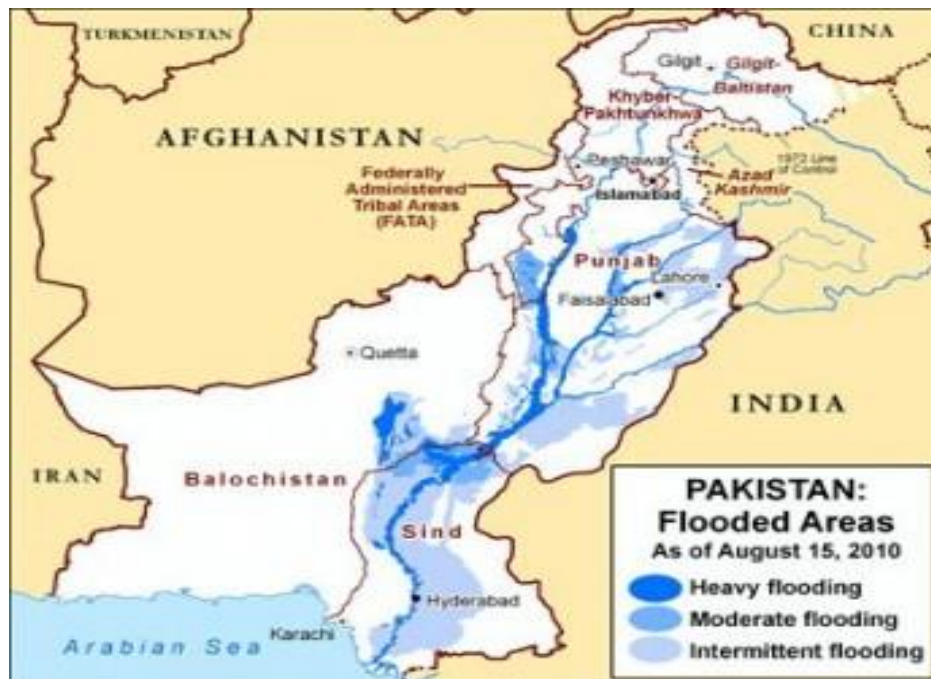 TURKMENISTAN
CHINA
Gilgit
Gilgit-
Baltistan
Khyber-
Pakhtunkhwa
AFGHANISTAN
Peshawar
1972 Line
of Control
Azad
Kashmir
Federally
Administered
Tribal Areas
(FATA)
Islamabad
Punjab
Lahore
Faisalabad
Quetta
INDIA
IRAN
Balochistan
Sind
Hyderabad
Karachi
Arabian Sea
PAKISTAN:
Flooded Areas
As of August 15, 2010
Heavy flooding
Moderate flooding
Intermittent flooding